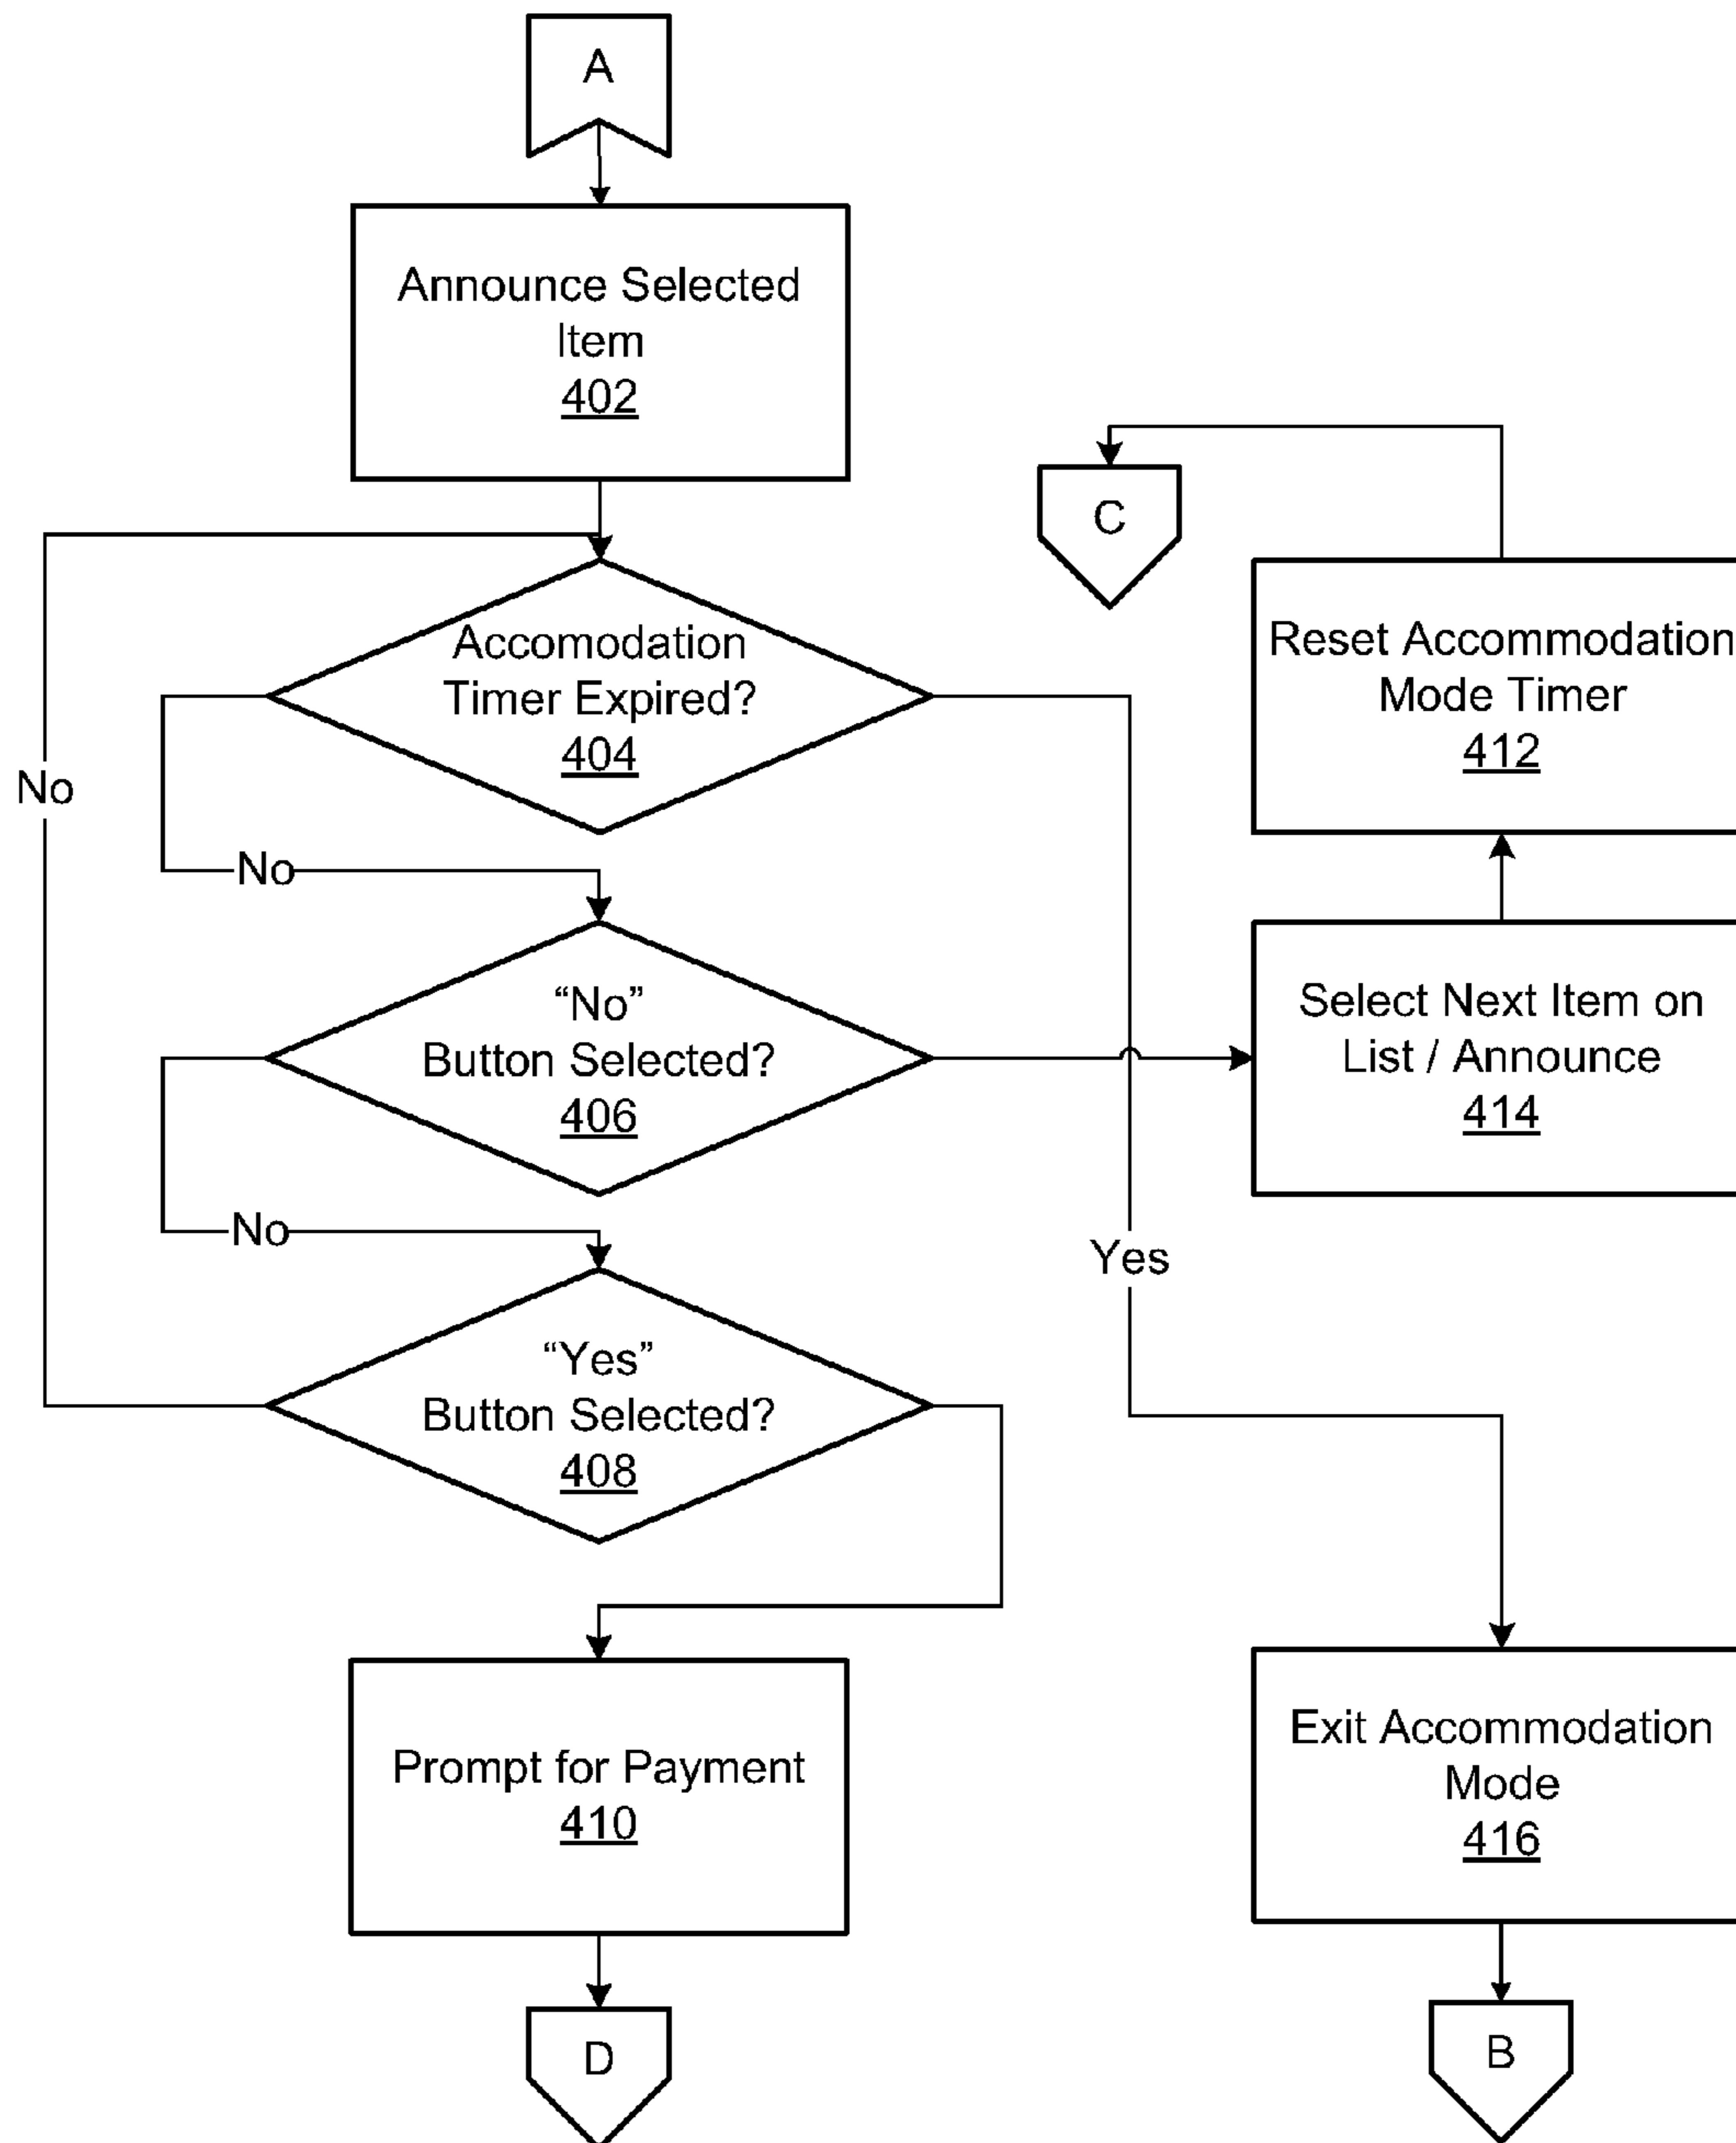 A
Announce Selected
Item
402
C
Accomodation
Timer Expired?
404
Reset Accommodation
Mode Timer
412
No
No
“No”
Button Selected?
406
Select Next Item on
List / Announce
414
No
Yes
“Yes”
Button Selected?
408
Prompt for Payment
410
Exit Accommodation
Mode
416
D
B